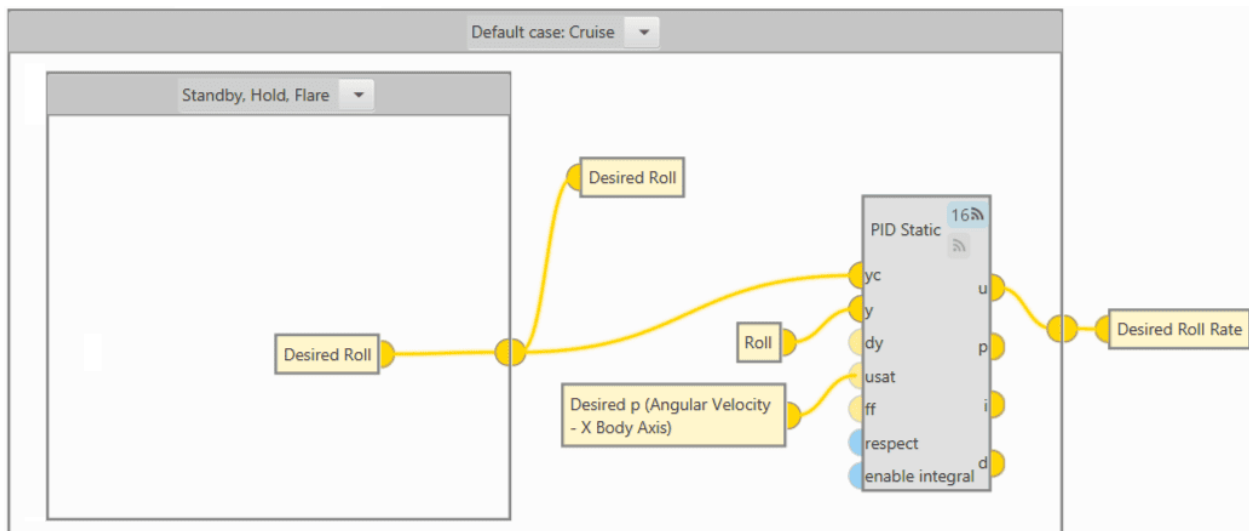 Default case: Cruise
Standby, Hold, Flare
Desired Roll
Desired Roll
Roll
Desired p (Angular Velocity
- X Body Axis)
PID Static
16
yc
y
dy
usat
ff
respect
enable integral
u
p
i
d
Desired Roll Rate